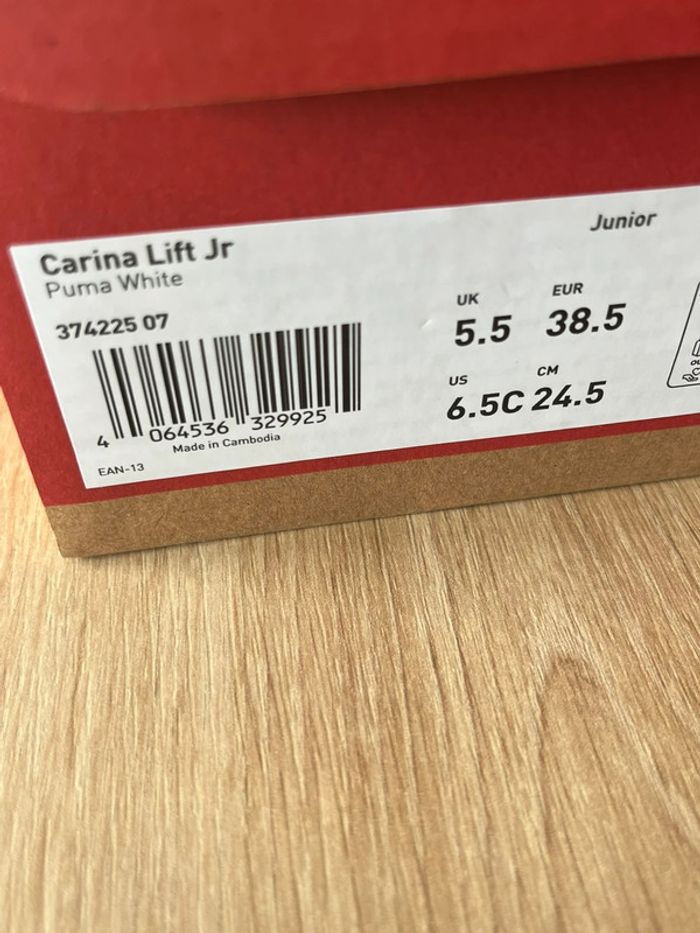 Junior
Carina Lift Jr
Puma White
374225 07
4 064536 329925
Made in Cambodia
EAN-13
UK EUR
5.5 38.5
US CM
6.5C 24.5